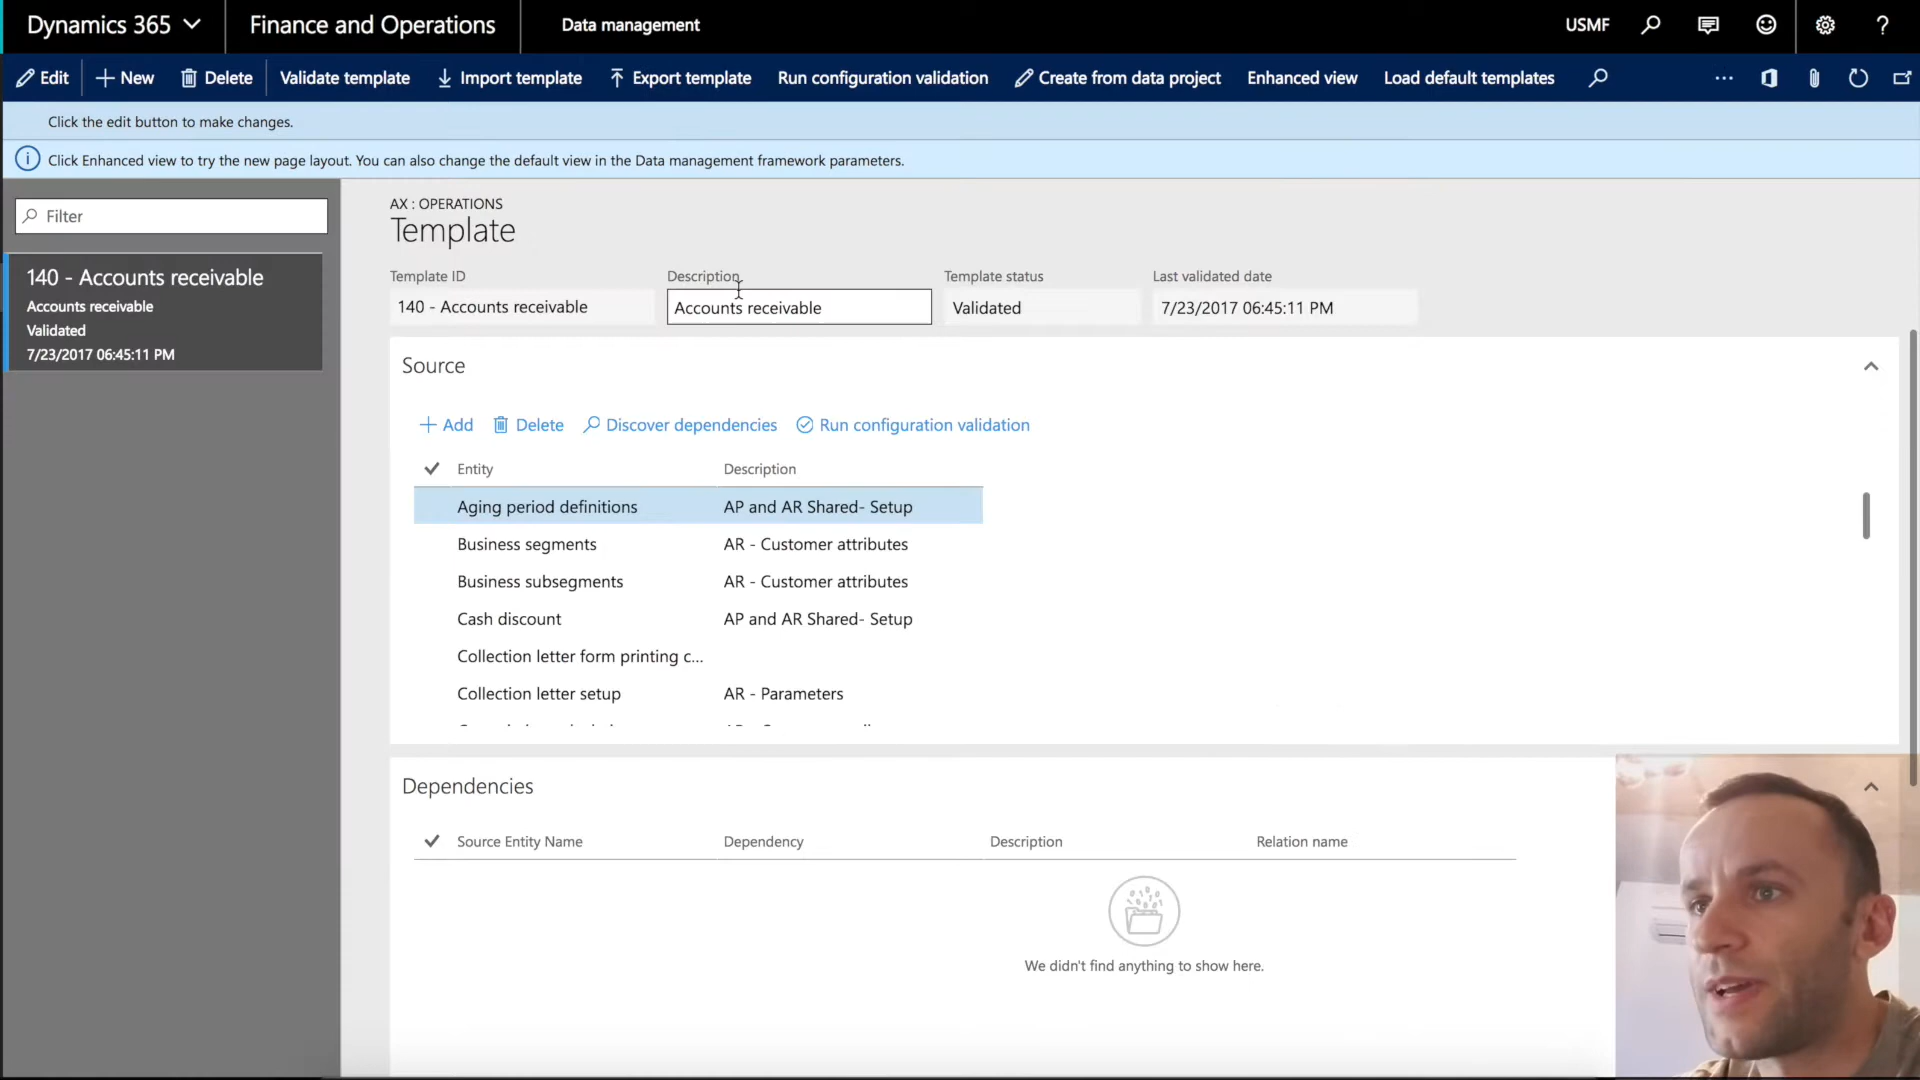 Dynamics 365
Finance and Operations
Data management
USMF
?
Edit
New
Delete
Validate template
Import template
Export template
Run configuration validation
Create from data project
Enhanced view
Load default templates
...
Click the edit button to make changes.
Click Enhanced view to try the new page layout. You can also change the default view in the Data management framework parameters.
Filter
140 - Accounts receivable
Accounts receivable
Validated
7/23/2017 06:45:11 PM
AX : OPERATIONS
Template
Template ID
Description
Template status
Last validated date
140 - Accounts receivable
Accounts receivable
Validated
7/23/2017 06:45:11 PM
Source
Add
Delete
Discover dependencies
Run configuration validation
Entity
Description
Aging period definitions
AP and AR Shared- Setup
Business segments
AR - Customer attributes
Business subsegments
AR - Customer attributes
Cash discount
AP and AR Shared- Setup
Collection letter form printing c...
Collection letter setup
AR - Parameters
Dependencies
Source Entity Name
Dependency
Description
Relation name
We didn't find anything to show here.